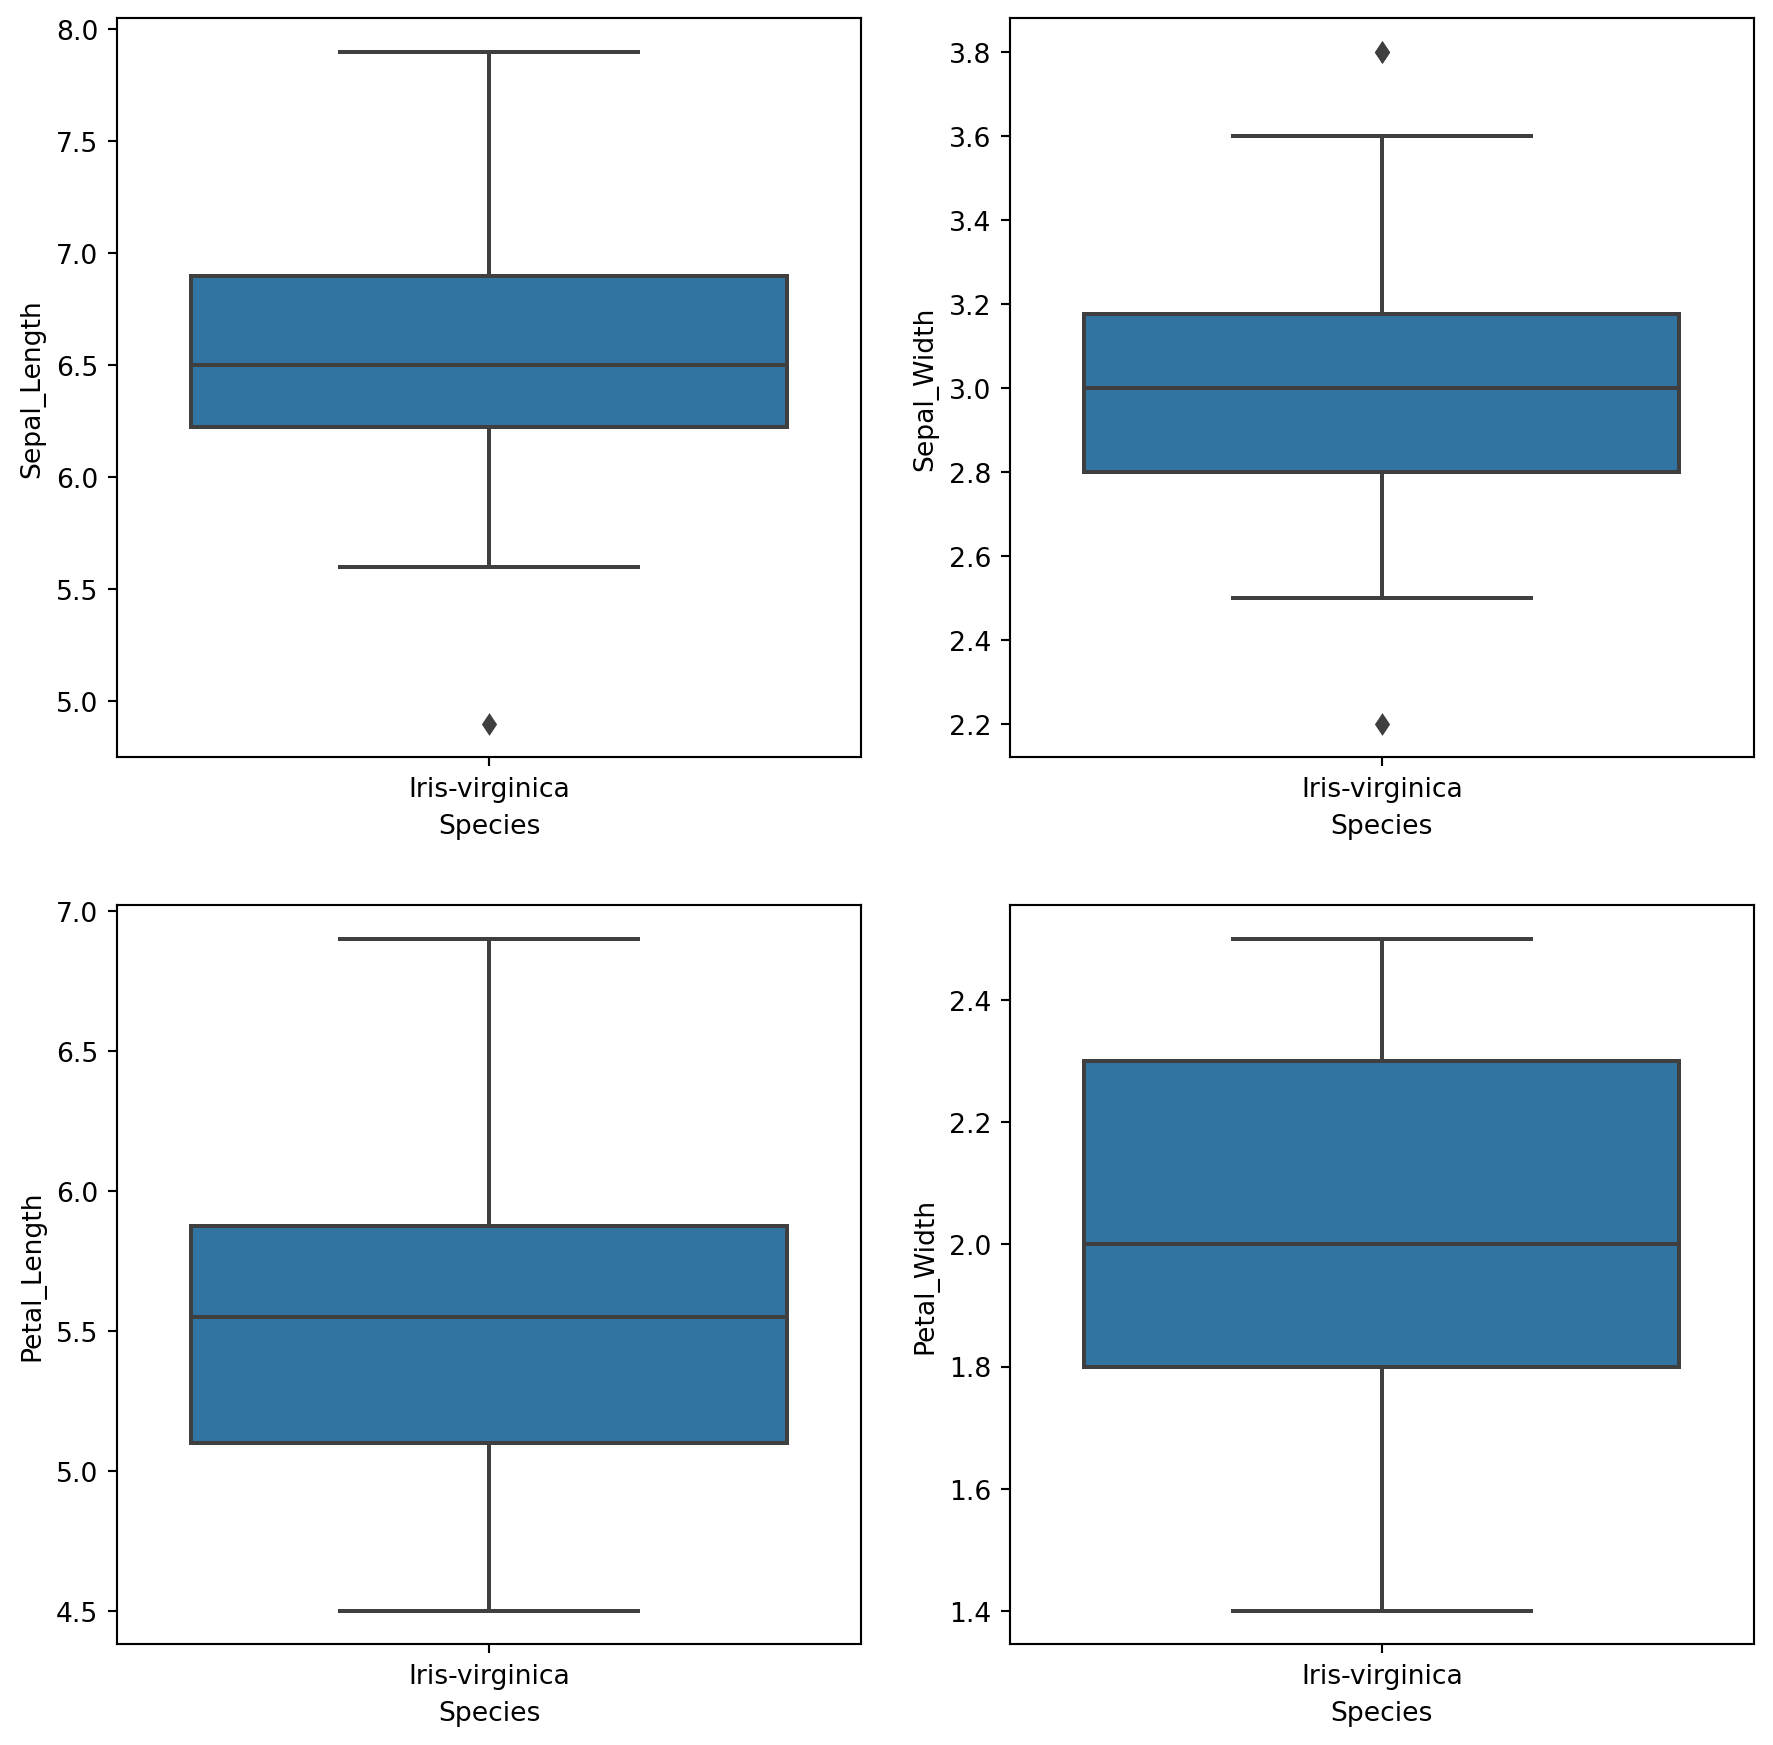 8.0
7.5
7.0
6.5
6.0
5.5
5.0
Sepal_Length
Iris-virginica
Species
3.8
3.6
3.4
3.2
3.0
2.8
2.6
2.4
2.2
Sepal_Width
Iris-virginica
Species
7.0
6.5
6.0
5.5
5.0
4.5
Petal_Length
Iris-virginica
Species
2.4
2.2
2.0
1.8
1.6
1.4
Petal_Width
Iris-virginica
Species